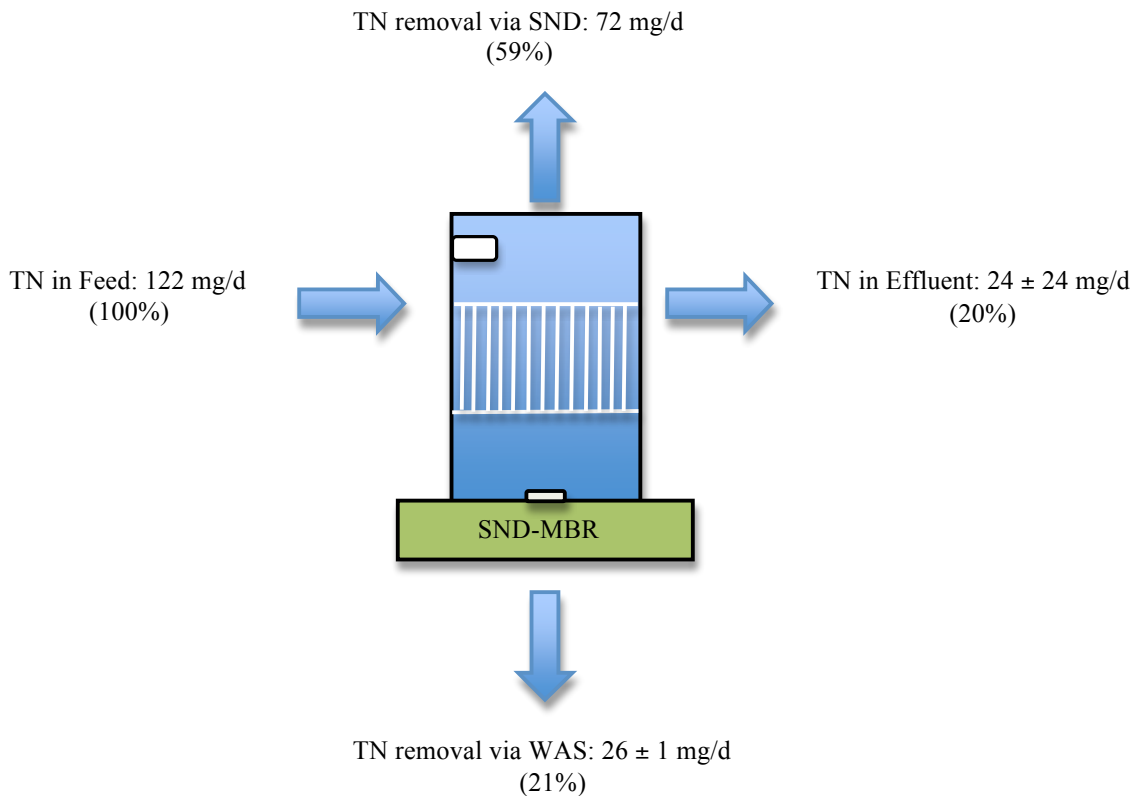 TN removal via SND: 72 mg/d
(59%)
TN in Feed: 122 mg/d
(100%)
TN in Effluent: 24 ± 24 mg/d
(20%)
SND-MBR
TN removal via WAS: 26 ± 1 mg/d
(21%)